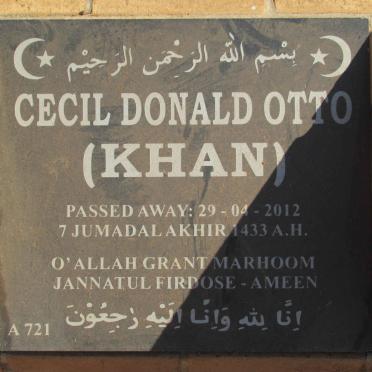 بِسْمِ اللهِ الرَّحْمٰنِ الرَّحِيْمِ
CECIL DONALD OTTO
(KHAN)
PASSED AWAY: 29 - 04 - 2012
7 JUMADAL AKHIR 1433 A.H.
O'ALLAH GRANT MARHOOM
JANNATUL FIRDOSE - AMEEN
اِنَّا لِلّٰهِ وَاِنَّا اِلَيْهِ رٰجِعُوْنَ
A 721